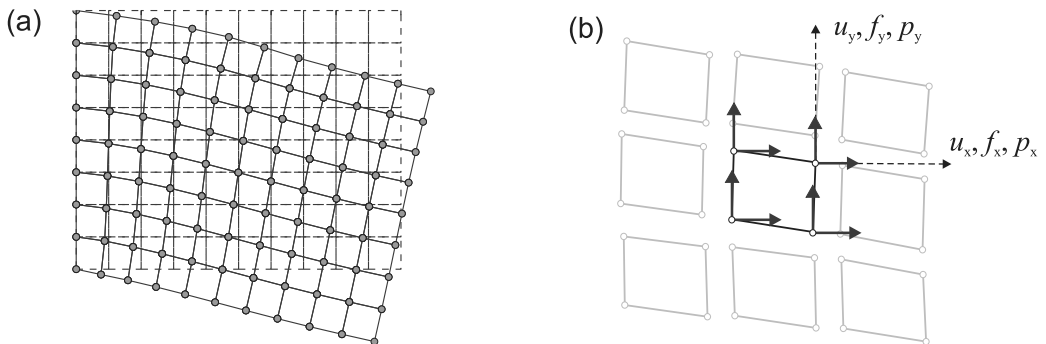 (a)
(b)
u_y, f_y, p_y
u_x, f_x, p_x